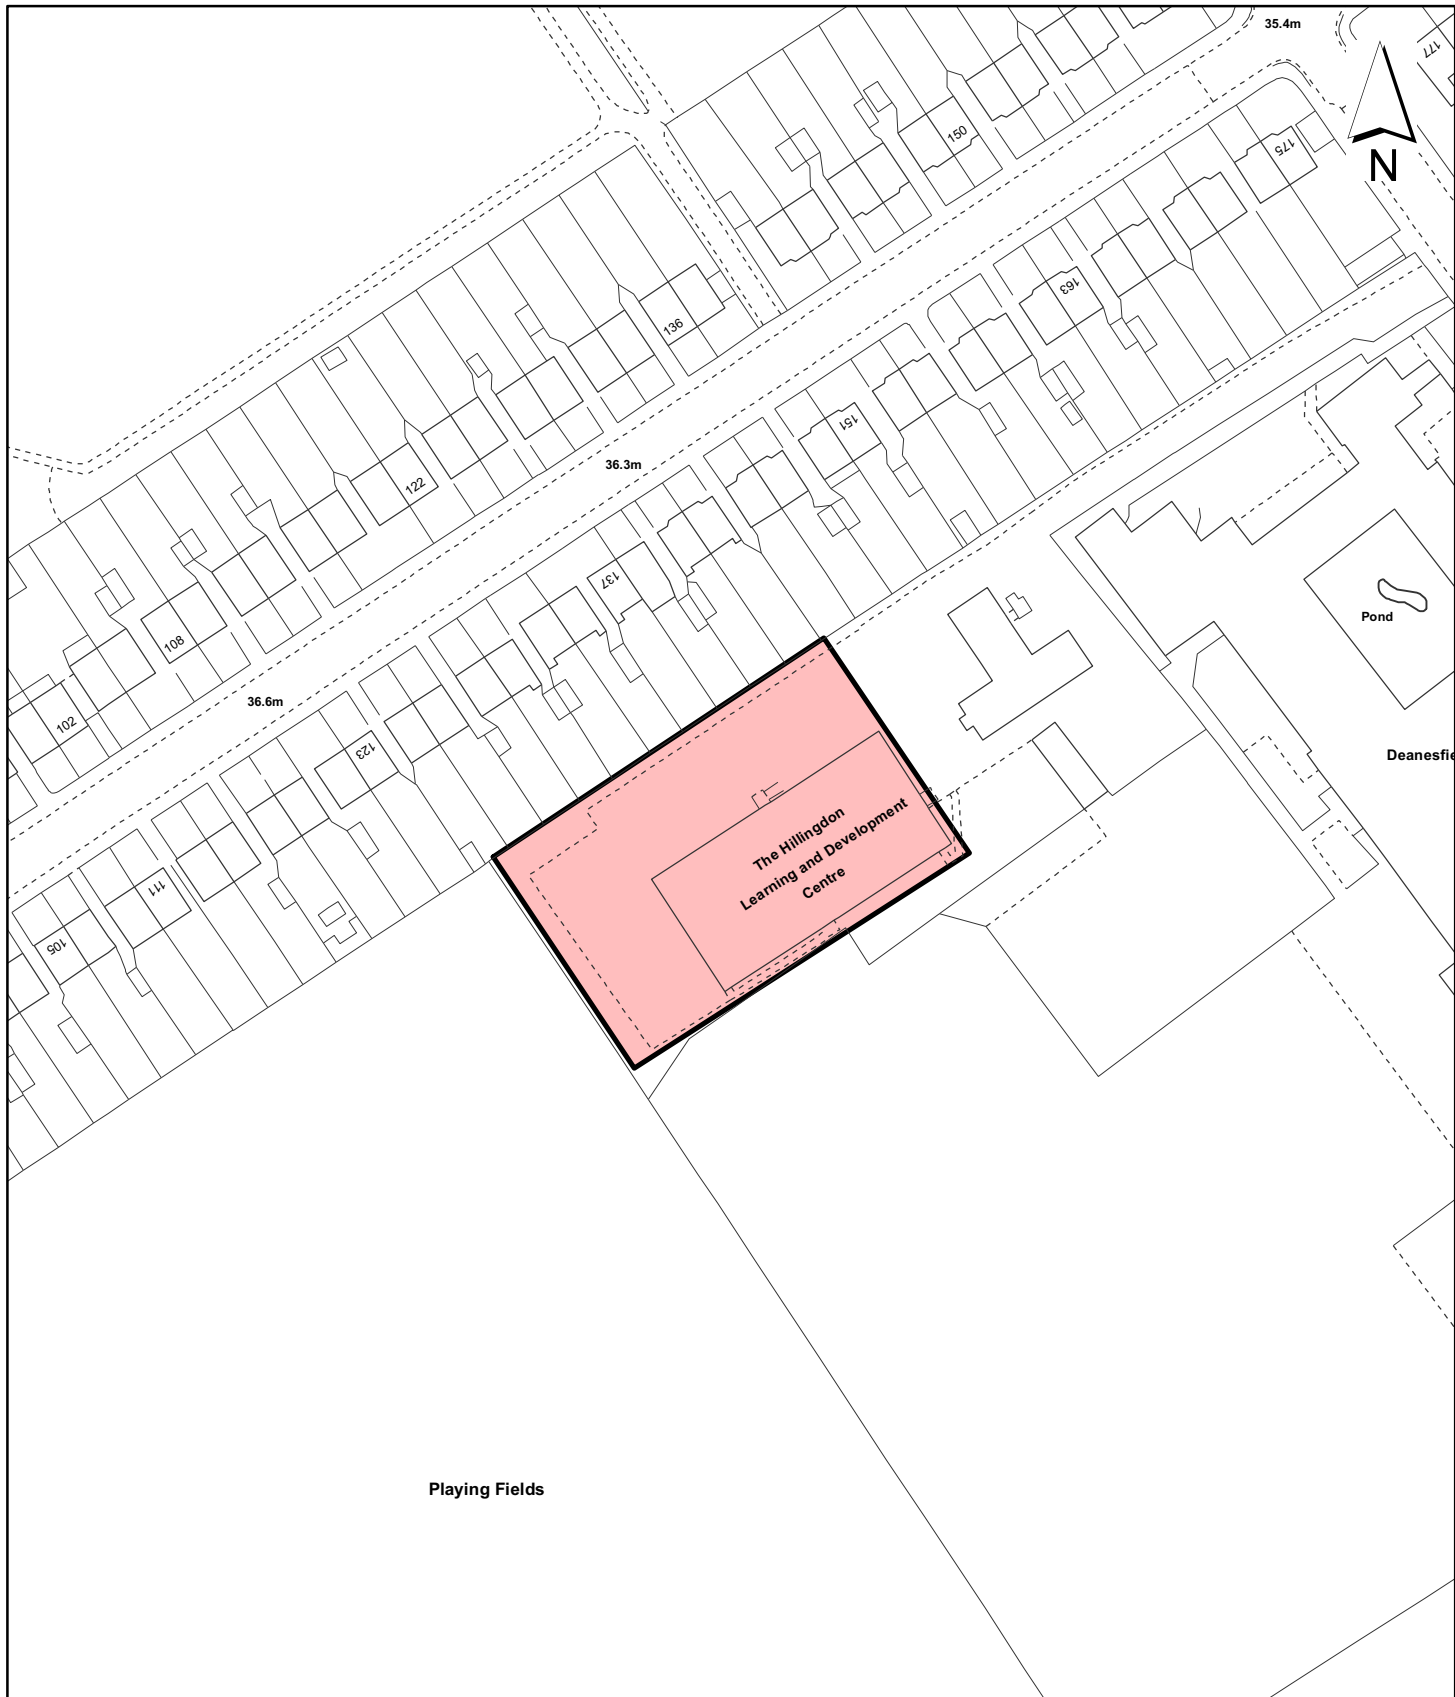 35.4m
177
N
150
175
136
163
151
36.3m
122
137
Pond
108
36.6m
102
123
Deanesfie
The Hillingdon
Learning and Development
Centre
111
105
Playing Fields